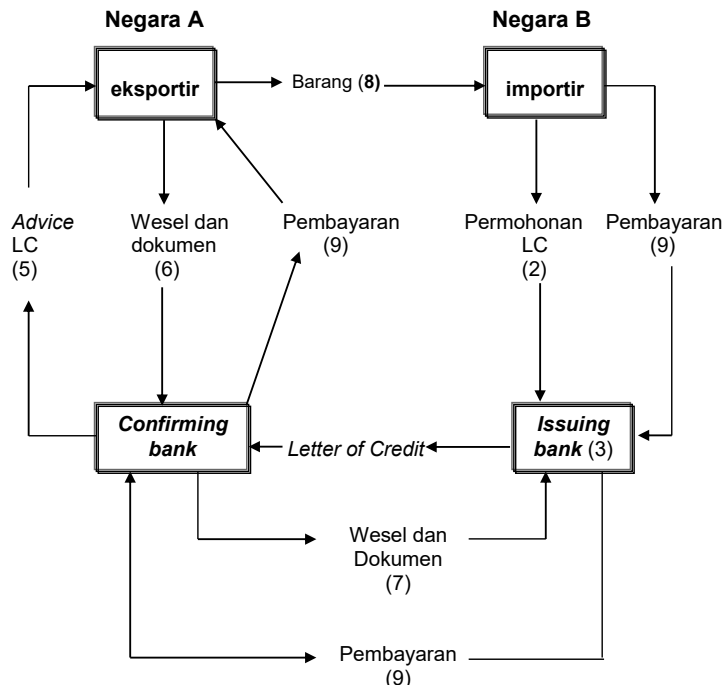 Negara A
Negara B
eksportir
Barang (8)
importir
Advice
LC
(5)
Wesel dan
dokumen
(6)
Pembayaran
(9)
Permohonan
LC
(2)
Pembayaran
(9)
Confirming
bank
Letter of Credit
Issuing
bank (3)
Wesel dan
Dokumen
(7)
Pembayaran
(9)